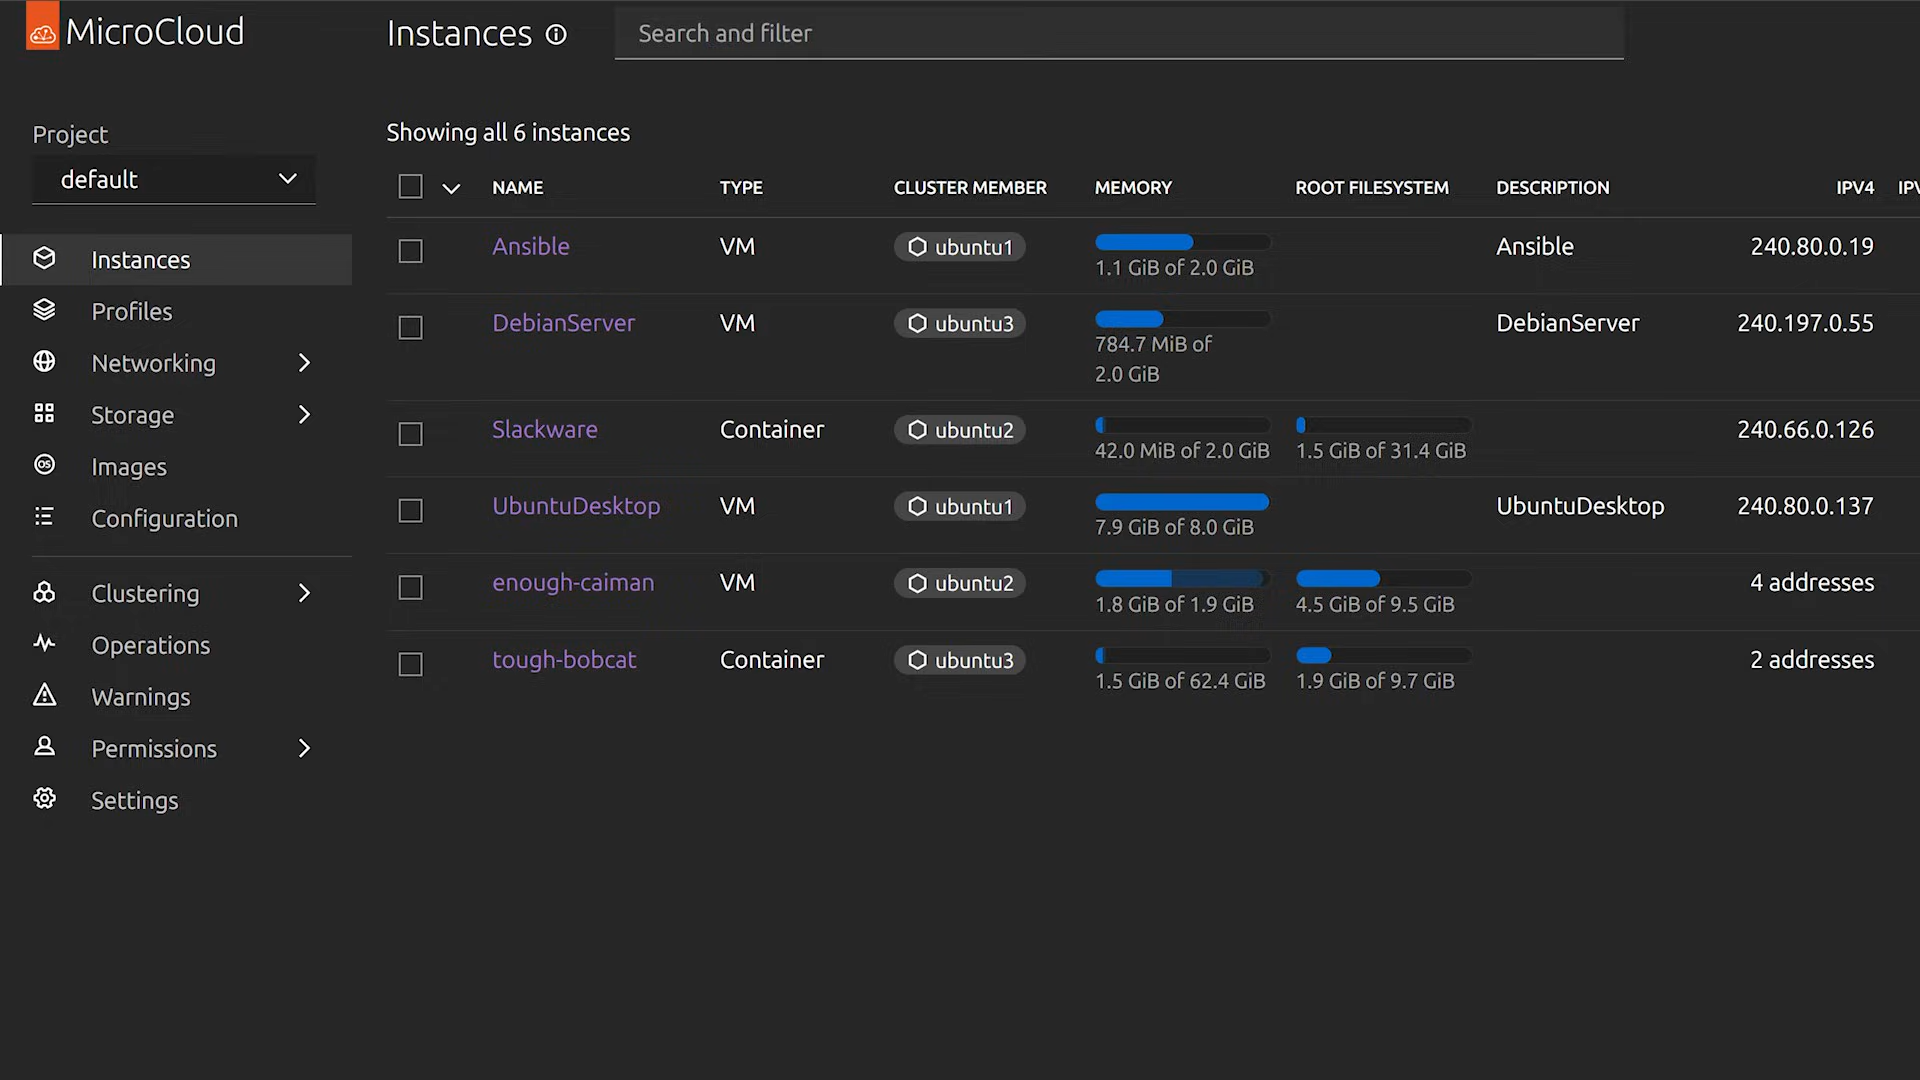 MicroCloud
Instances
Search and filter
Project
default
Instances
Profiles
Networking
Storage
Images
Configuration
Clustering
Operations
Warnings
Permissions
Settings
Showing all 6 instances
NAME TYPE CLUSTER MEMBER MEMORY ROOT FILESYSTEM DESCRIPTION IPV4 IPV
Ansible VM ubuntu1 1.1 GiB of 2.0 GiB Ansible 240.80.0.19
DebianServer VM ubuntu3 784.7 MiB of DebianServer 240.197.0.55
2.0 GiB
Slackware Container ubuntu2 42.0 MiB of 2.0 GiB 1.5 GiB of 31.4 GiB 240.66.0.126
UbuntuDesktop VM ubuntu1 7.9 GiB of 8.0 GiB UbuntuDesktop 240.80.0.137
enough-caiman VM ubuntu2 1.8 GiB of 1.9 GiB 4.5 GiB of 9.5 GiB 4 addresses
tough-bobcat Container ubuntu3 1.5 GiB of 62.4 GiB 1.9 GiB of 9.7 GiB 2 addresses